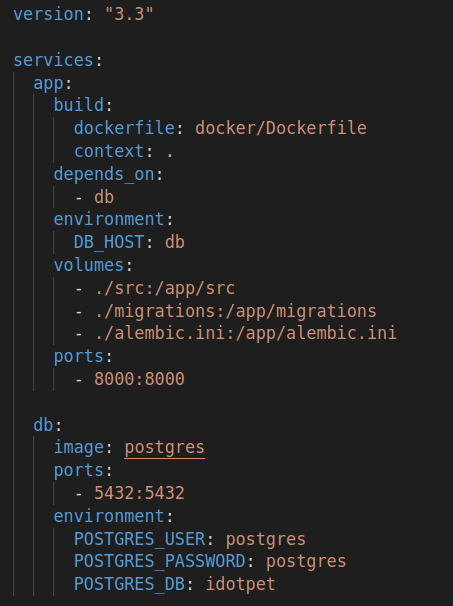 version: "3.3"
services:
app:
build:
dockerfile: docker/Dockerfile
context: .
depends_on:
- db
environment:
DB_HOST: db
volumes:
- ./src:/app/src
- ./migrations:/app/migrations
- ./alembic.ini:/app/alembic.ini
ports:
- 8000:8000
db:
image: postgres
ports:
- 5432:5432
environment:
POSTGRES_USER: postgres
POSTGRES_PASSWORD: postgres
POSTGRES_DB: idotpet